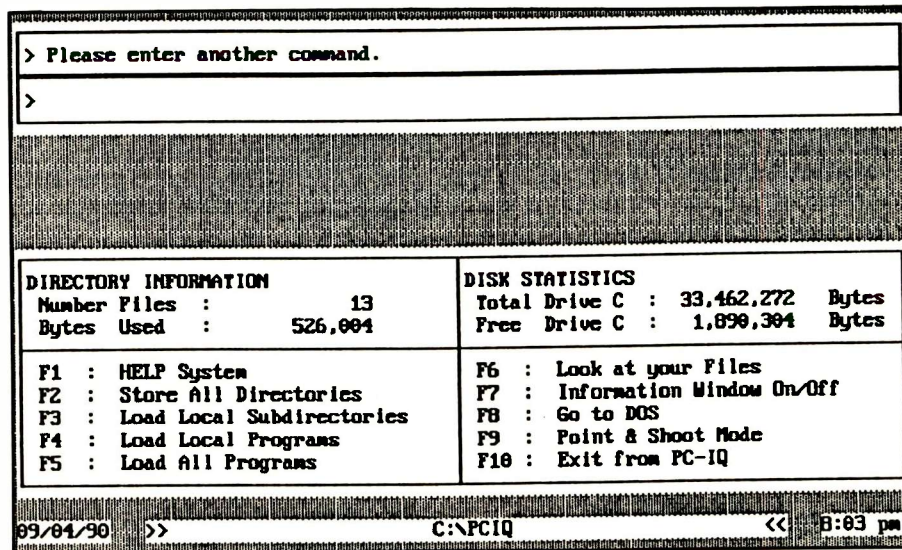 > Please enter another command.
>
DIRECTORY INFORMATION
Number Files : 13
Bytes Used : 526,004
DISK STATISTICS
Total Drive C : 33,462,272 Bytes
Free Drive C : 1,890,304 Bytes
F1 : HELP System
F2 : Store All Directories
F3 : Load Local Subdirectories
F4 : Load Local Programs
F5 : Load All Programs
F6 : Look at your Files
F7 : Information Window On/Off
F8 : Go to DOS
F9 : Point & Shoot Mode
F10 : Exit from PC-IQ
09/04/90 >> C:\PCIQ << 8:03 pm